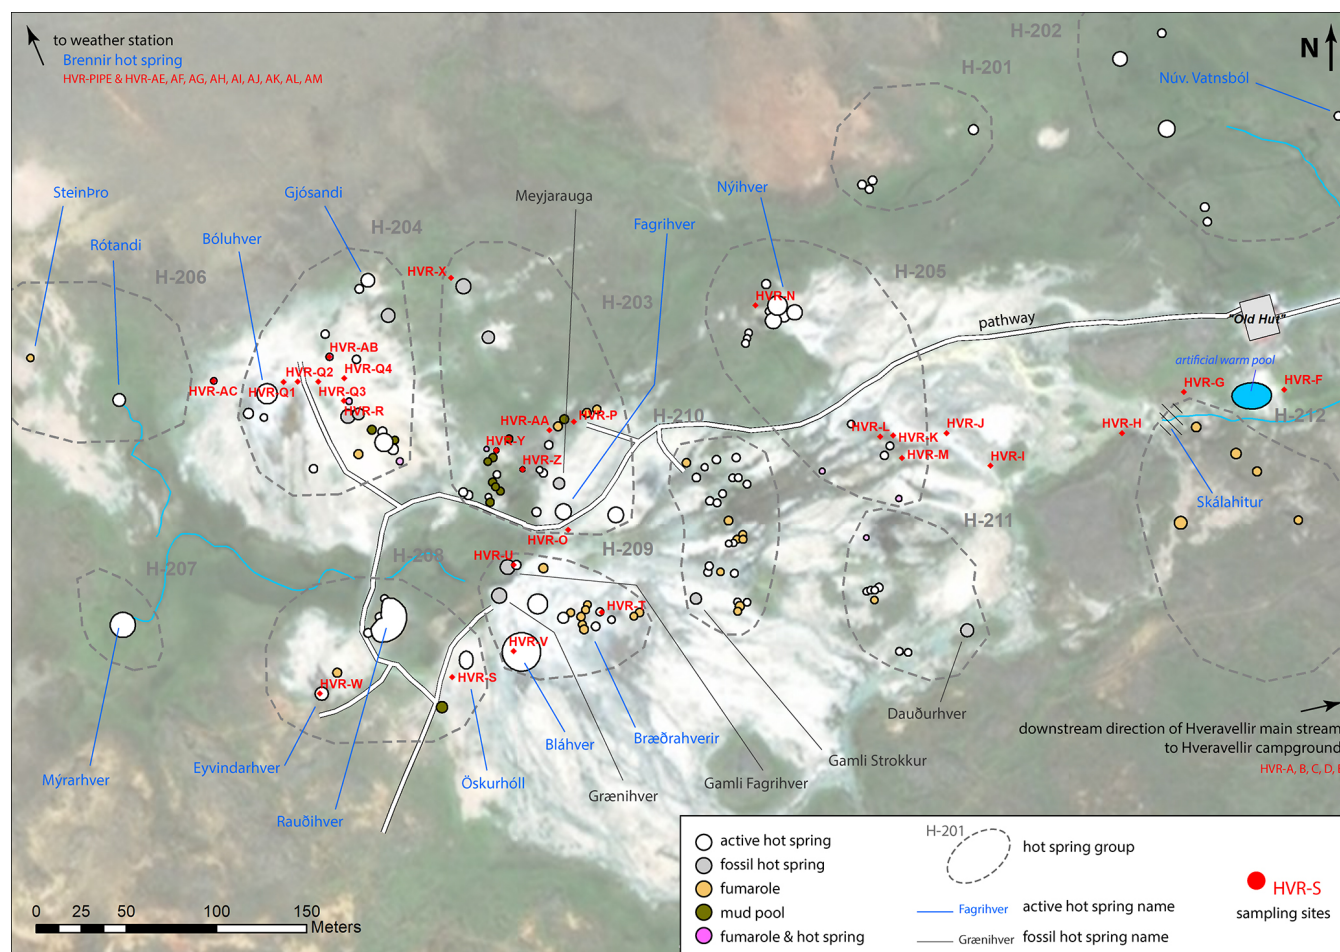 to weather station
Brennir hot spring
HVR-PIPE & HVR-AE, AF, AG, AH, AI, AJ, AK, AL, AM
H-202
N
H-201
Núv. Vatnsból
SteinÞro
Gjósandi
Meyjarauga
Nýihver
Rótandi
Bóluhver
H-204
Fagrihver
H-206
HVR-X
H-203
H-205
HVR-N
pathway
"Old Hut"
HVR-AB
artificial warm pool
HVR-Q2
HVR-Q4
HVR-AC
HVR-Q1
HVR-Q3
HVR-G
HVR-F
HVR-R
HVR-AA
HVR-P
H-210
H-212
HVR-L
HVR-J
HVR-H
HVR-Y
HVR-K
HVR-Z
HVR-M
HVR-I
Skálahitur
H-211
HVR-O
H-208
HVR-U
H-209
H-207
HVR-T
HVR-V
HVR-S
HVR-W
Dauðurhver
downstream direction of Hveravellir main stream
to Hveravellir campground
HVR-A, B, C, D,
Mýrarhver
Eyvindarhver
Bláhver
Bræðrahverir
Öskurhóll
Gamli Strokkur
Rauðihver
Grænihver
Gamli Fagrihver
0 25 50 100 150
Meters
active hot spring
fossil hot spring
fumarole
mud pool
fumarole & hot spring
H-201
hot spring group
Fagrihver
active hot spring name
Grænihver
fossil hot spring name
HVR-S
sampling sites